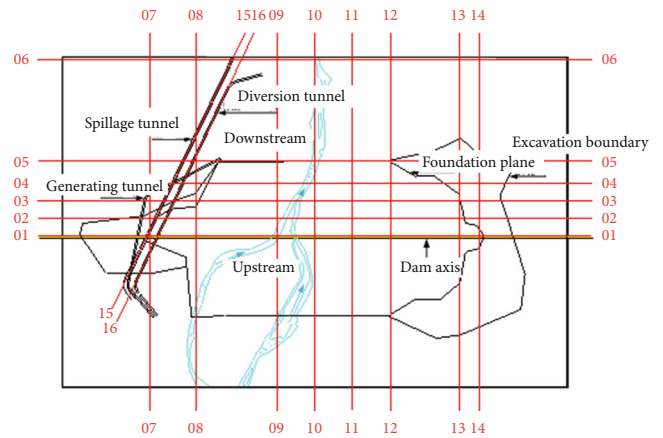 07 08 1516 09 10 11 12 13 14
06 06
Diversion tunnel
Spillage tunnel
Downstream
Excavation boundary
05 Foundation plane 05
04 Generating tunnel 04
03 03
02 02
01 01
Upstream Dam axis
15
16
07 08 09 10 11 12 13 14